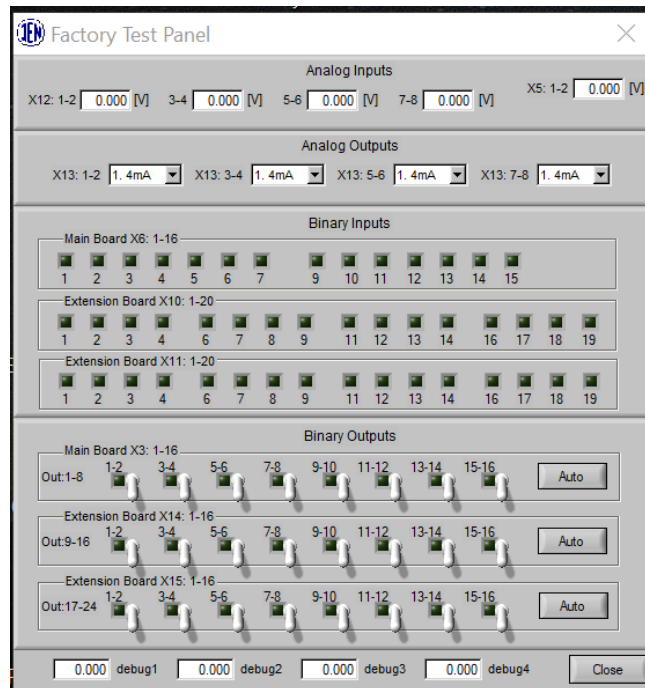 IEN Factory Test Panel
Analog Inputs
X12: 1-2 0.000 [V] 3-4 0.000 [V] 5-6 0.000 [V] 7-8 0.000 [V] X5: 1-2 0.000 [V]
Analog Outputs
X13: 1-2 1. 4mA X13: 3-4 1. 4mA X13: 5-6 1. 4mA X13: 7-8 1. 4mA
Binary Inputs
Main Board X6: 1-16
1 2 3 4 5 6 7 9 10 11 12 13 14 15
Extension Board X10: 1-20
1 2 3 4 6 7 8 9 11 12 13 14 16 17 18 19
Extension Board X11: 1-20
1 2 3 4 6 7 8 9 11 12 13 14 16 17 18 19
Binary Outputs
Main Board X3: 1-16
1-2 3-4 5-6 7-8 9-10 11-12 13-14 15-16
Out:1-8 Auto
Extension Board X14: 1-16
1-2 3-4 5-6 7-8 9-10 11-12 13-14 15-16
Out:9-16 Auto
Extension Board X15: 1-16
1-2 3-4 5-6 7-8 9-10 11-12 13-14 15-16
Out:17-24 Auto
0.000 debug1 0.000 debug2 0.000 debug3 0.000 debug4 Close